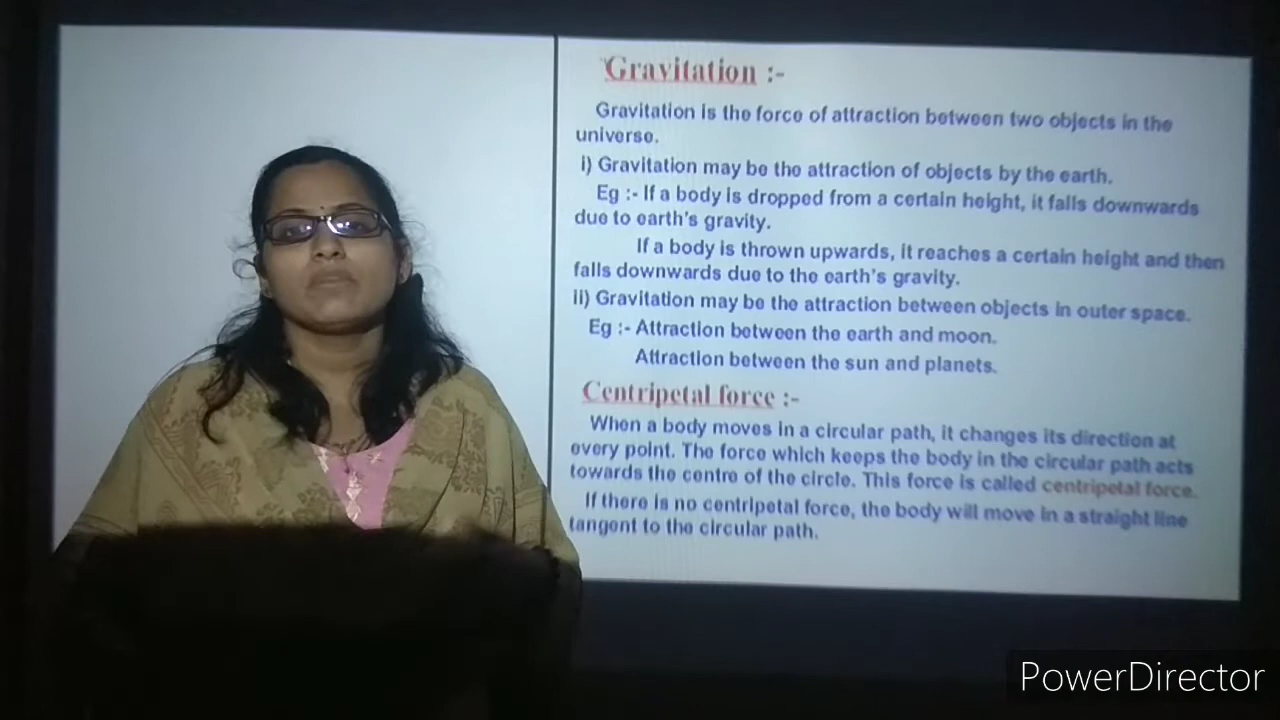 Gravitation :-
Gravitation is the force of attraction between two objects in the
universe.
i) Gravitation may be the attraction of objects by the earth.
Eg :- If a body is dropped from a certain height, it falls downwards
due to earth's gravity.
If a body is thrown upwards, it reaches a certain height and then
falls downwards due to the earth's gravity.
ii) Gravitation may be the attraction between objects in outer space.
Eg :- Attraction between the earth and moon.
Attraction between the sun and planets.
Centripetal force :-
When a body moves in a circular path, it changes its direction at
every point. The force which keeps the body in the circular path acts
towards the centre of the circle. This force is called centripetal force.
If there is no centripetal force, the body will move in a straight line
tangent to the circular path.
PowerDirector